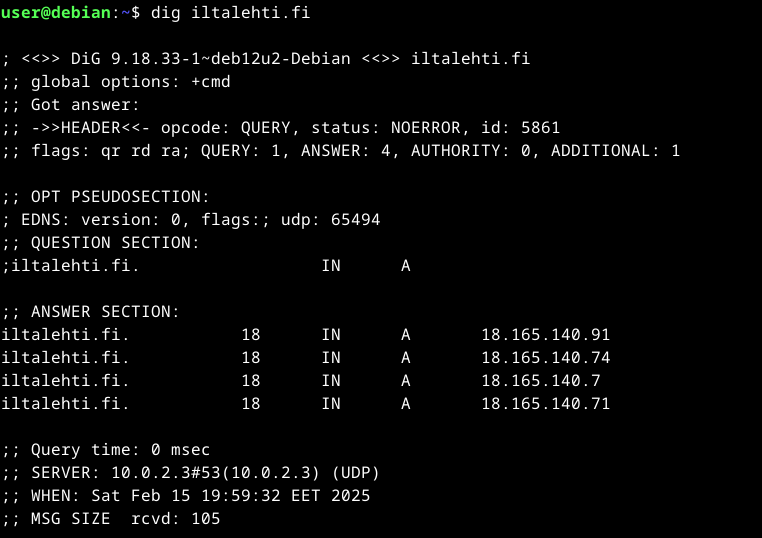 user@debian:~$ dig iltalehti.fi

; <<>> DiG 9.18.33-1~deb12u2-Debian <<>> iltalehti.fi
;; global options: +cmd
;; Got answer:
;; ->>HEADER<<- opcode: QUERY, status: NOERROR, id: 5861
;; flags: qr rd ra; QUERY: 1, ANSWER: 4, AUTHORITY: 0, ADDITIONAL: 1

;; OPT PSEUDOSECTION:
; EDNS: version: 0, flags:; udp: 65494
;; QUESTION SECTION:
;iltalehti.fi.			IN	A

;; ANSWER SECTION:
iltalehti.fi.		18	IN	A	18.165.140.91
iltalehti.fi.		18	IN	A	18.165.140.74
iltalehti.fi.		18	IN	A	18.165.140.7
iltalehti.fi.		18	IN	A	18.165.140.71

;; Query time: 0 msec
;; SERVER: 10.0.2.3#53(10.0.2.3) (UDP)
;; WHEN: Sat Feb 15 19:59:32 EET 2025
;; MSG SIZE  rcvd: 105